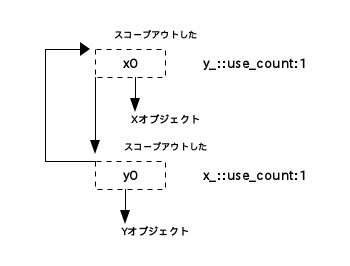 スコープアウトした
x0
y_::use_count:1
Xオブジェクト
スコープアウトした
y0
x_::use_count:1
Yオブジェクト